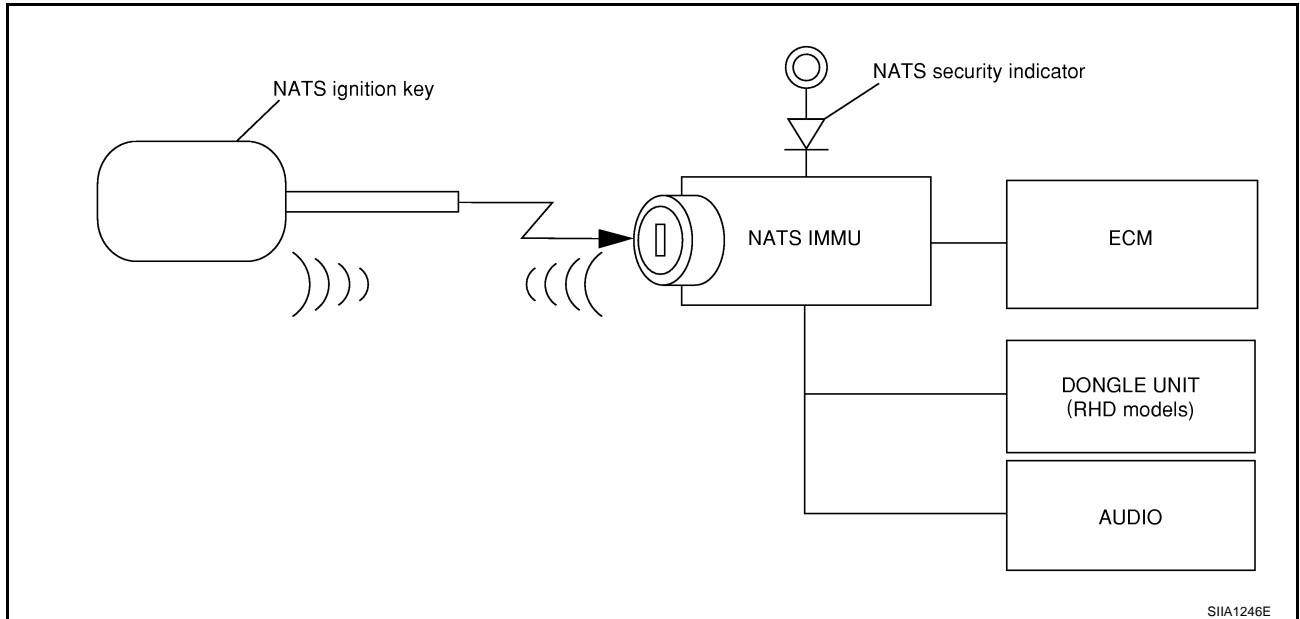 NATS ignition key
NATS security indicator
NATS IMMU
ECM
DONGLE UNIT
(RHD models)
AUDIO
SIIA1246E